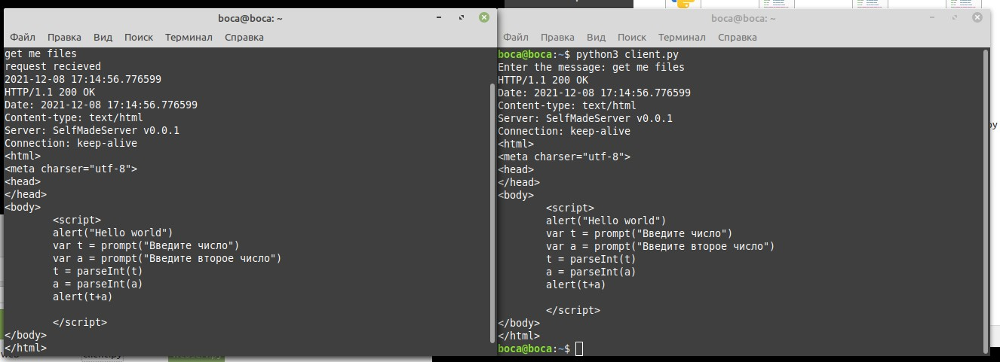 boca@boca: ~
Файл Правка Вид Поиск Терминал Справка
get me files
request recieved
2021-12-08 17:14:56.776599
HTTP/1.1 200 OK
Date: 2021-12-08 17:14:56.776599
Content-type: text/html
Server: SelfMadeServer v0.0.1
Connection: keep-alive
<html>
<meta charser="utf-8">
<head>
</head>
<body>
<script>
alert("Hello world")
var t = prompt("Введите число")
var a = prompt("Введите второе число")
t = parseInt(t)
a = parseInt(a)
alert(t+a)
</script>
</body>
</html>
boca@boca: ~
Файл Правка Вид Поиск Терминал Справка
boca@boca:~$ python3 client.py
Enter the message: get me files
HTTP/1.1 200 OK
Date: 2021-12-08 17:14:56.776599
Content-type: text/html
Server: SelfMadeServer v0.0.1
Connection: keep-alive
<html>
<meta charser="utf-8">
<head>
</head>
<body>
<script>
alert("Hello world")
var t = prompt("Введите число")
var a = prompt("Введите второе число")
t = parseInt(t)
a = parseInt(a)
alert(t+a)
</script>
</body>
</html>
boca@boca:~$